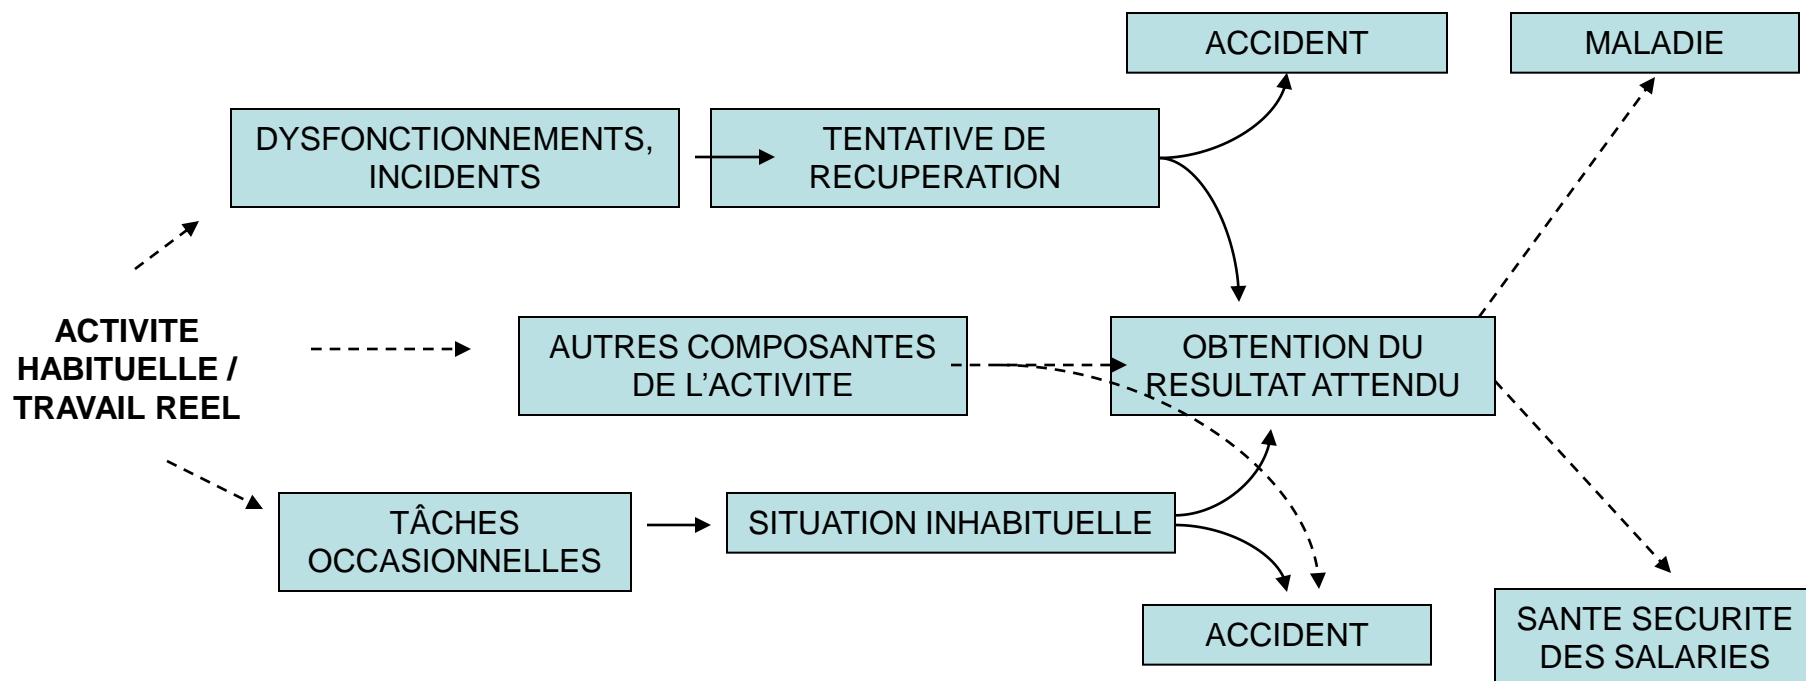 ACCIDENT
MALADIE
DYSFONCTIONNEMENTS,
INCIDENTS
TENTATIVE DE
RECUPERATION
ACTIVITE
HABITUELLE /
TRAVAIL REEL
AUTRES COMPOSANTES
DE L’ACTIVITE
OBTENTION DU
RESULTAT ATTENDU
TÂCHES
OCCASIONNELLES
SITUATION INHABITUELLE
ACCIDENT
SANTE SECURITE
DES SALARIES